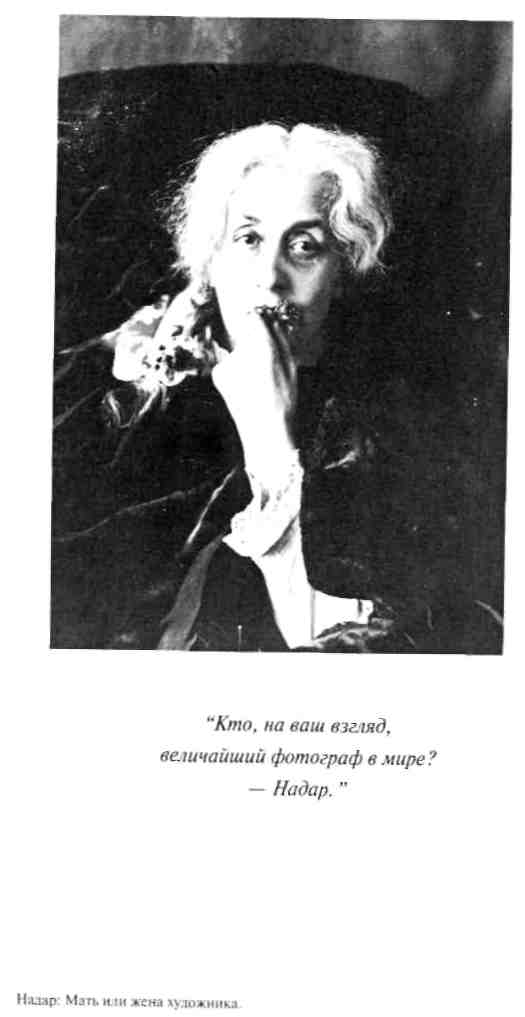 “Кто, на ваш взгляд,
величайший фотограф в мире?
— Надар.”
Надар: Мать или жена художника.